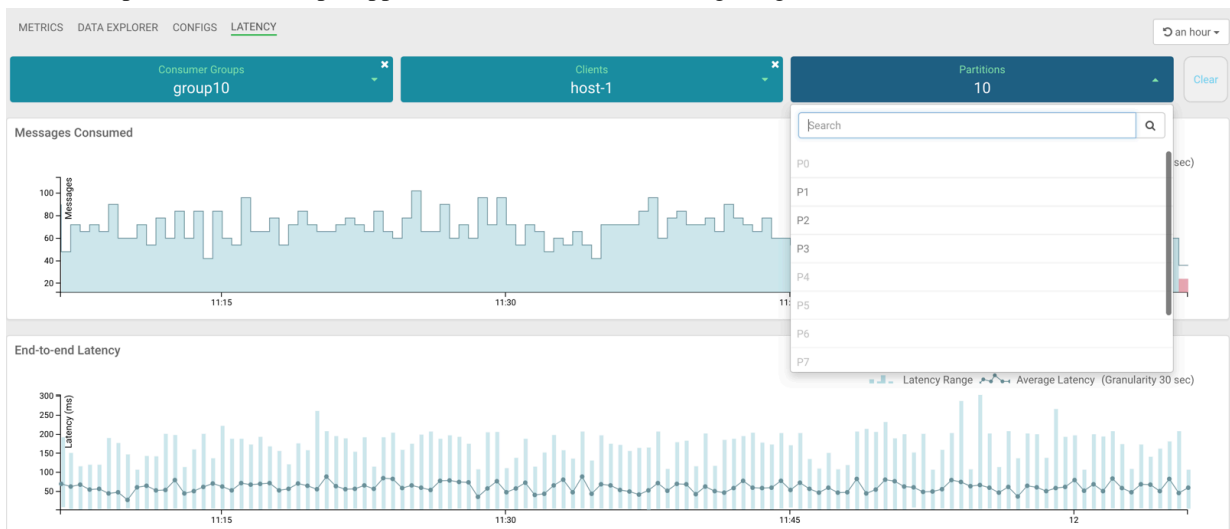 METRICS DATA EXPLORER CONFIGS LATENCY
an hour
Consumer Groups
group10
Clients
host-1
Partitions
10
Clear
Search
P0
P1
P2
P3
P4
P5
P6
P7
Messages Consumed
sec)
Messages
100
80
60
40
20
11:15
11:30
11:
End-to-end Latency
Latency Range Average Latency (Granularity 30 sec)
Latency (ms)
300
250
200
150
100
50
11:15
11:30
11:45
12